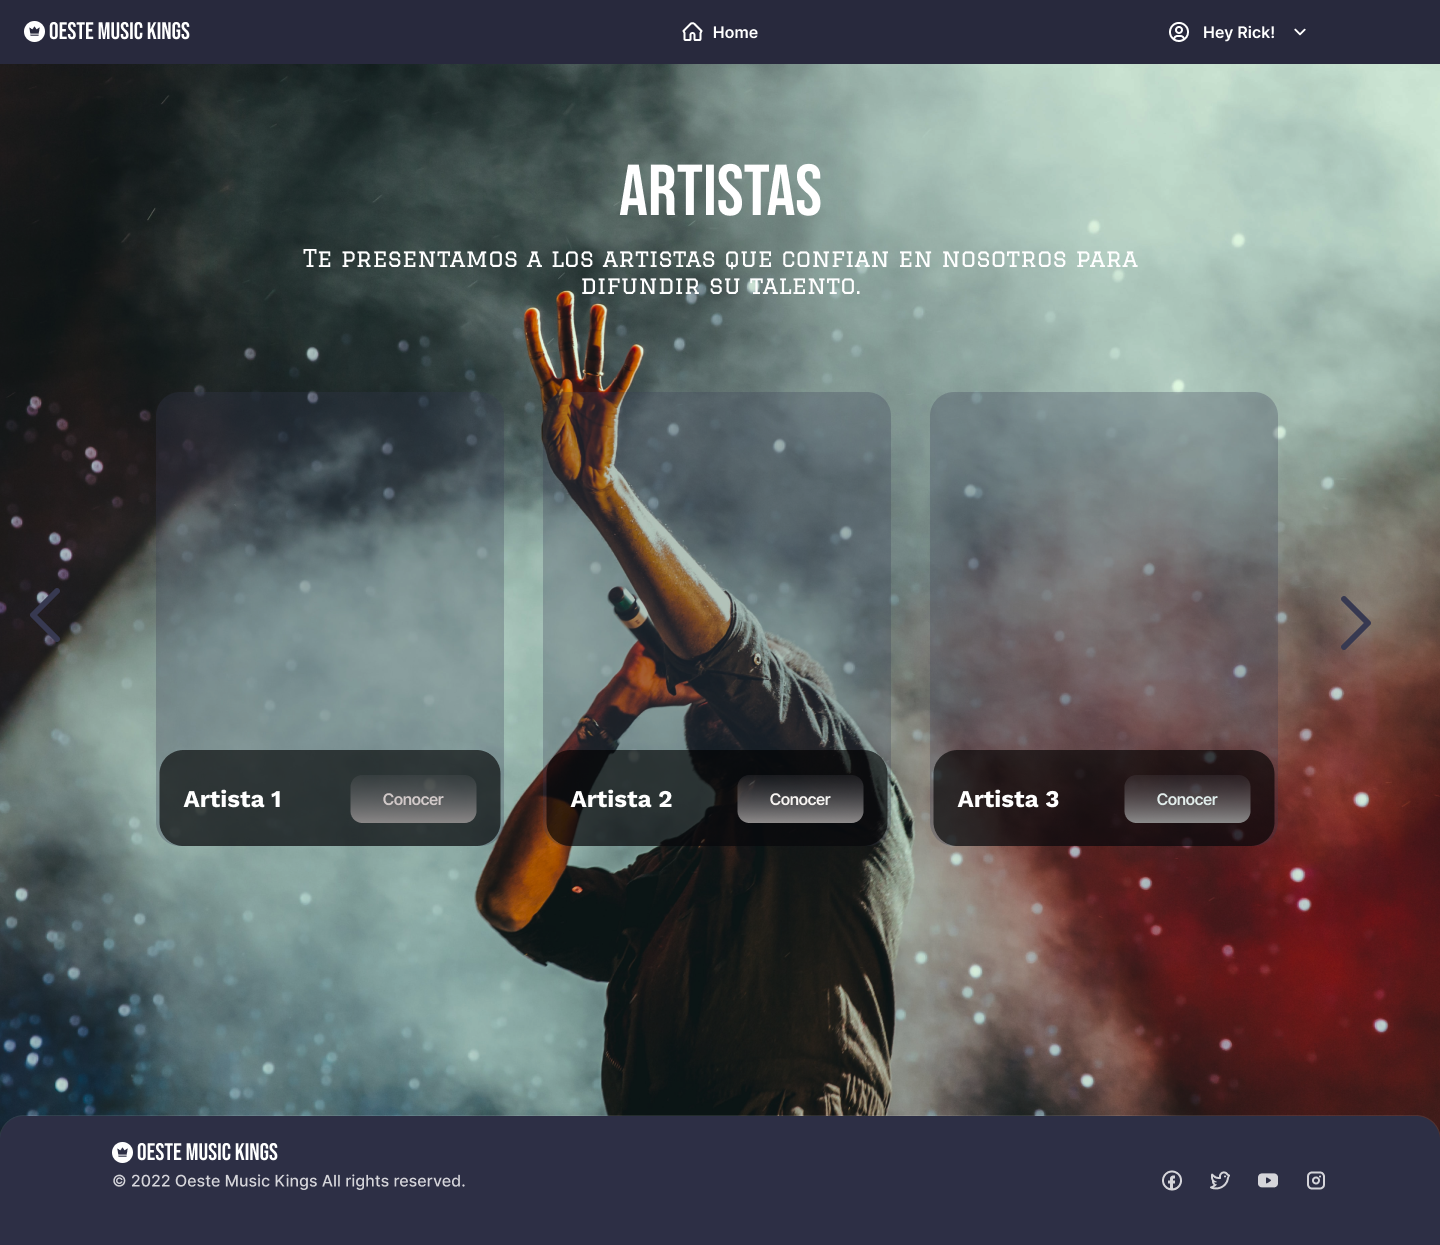 OESTE MUSIC KINGS
Home
Hey Rick!
ARTISTAS
Te presentamos a los artistas que confian en nosotros para
difundir su talento.
Artista 1
Conocer
Artista 2
Conocer
Artista 3
Conocer
OESTE MUSIC KINGS
© 2022 Oeste Music Kings All rights reserved.